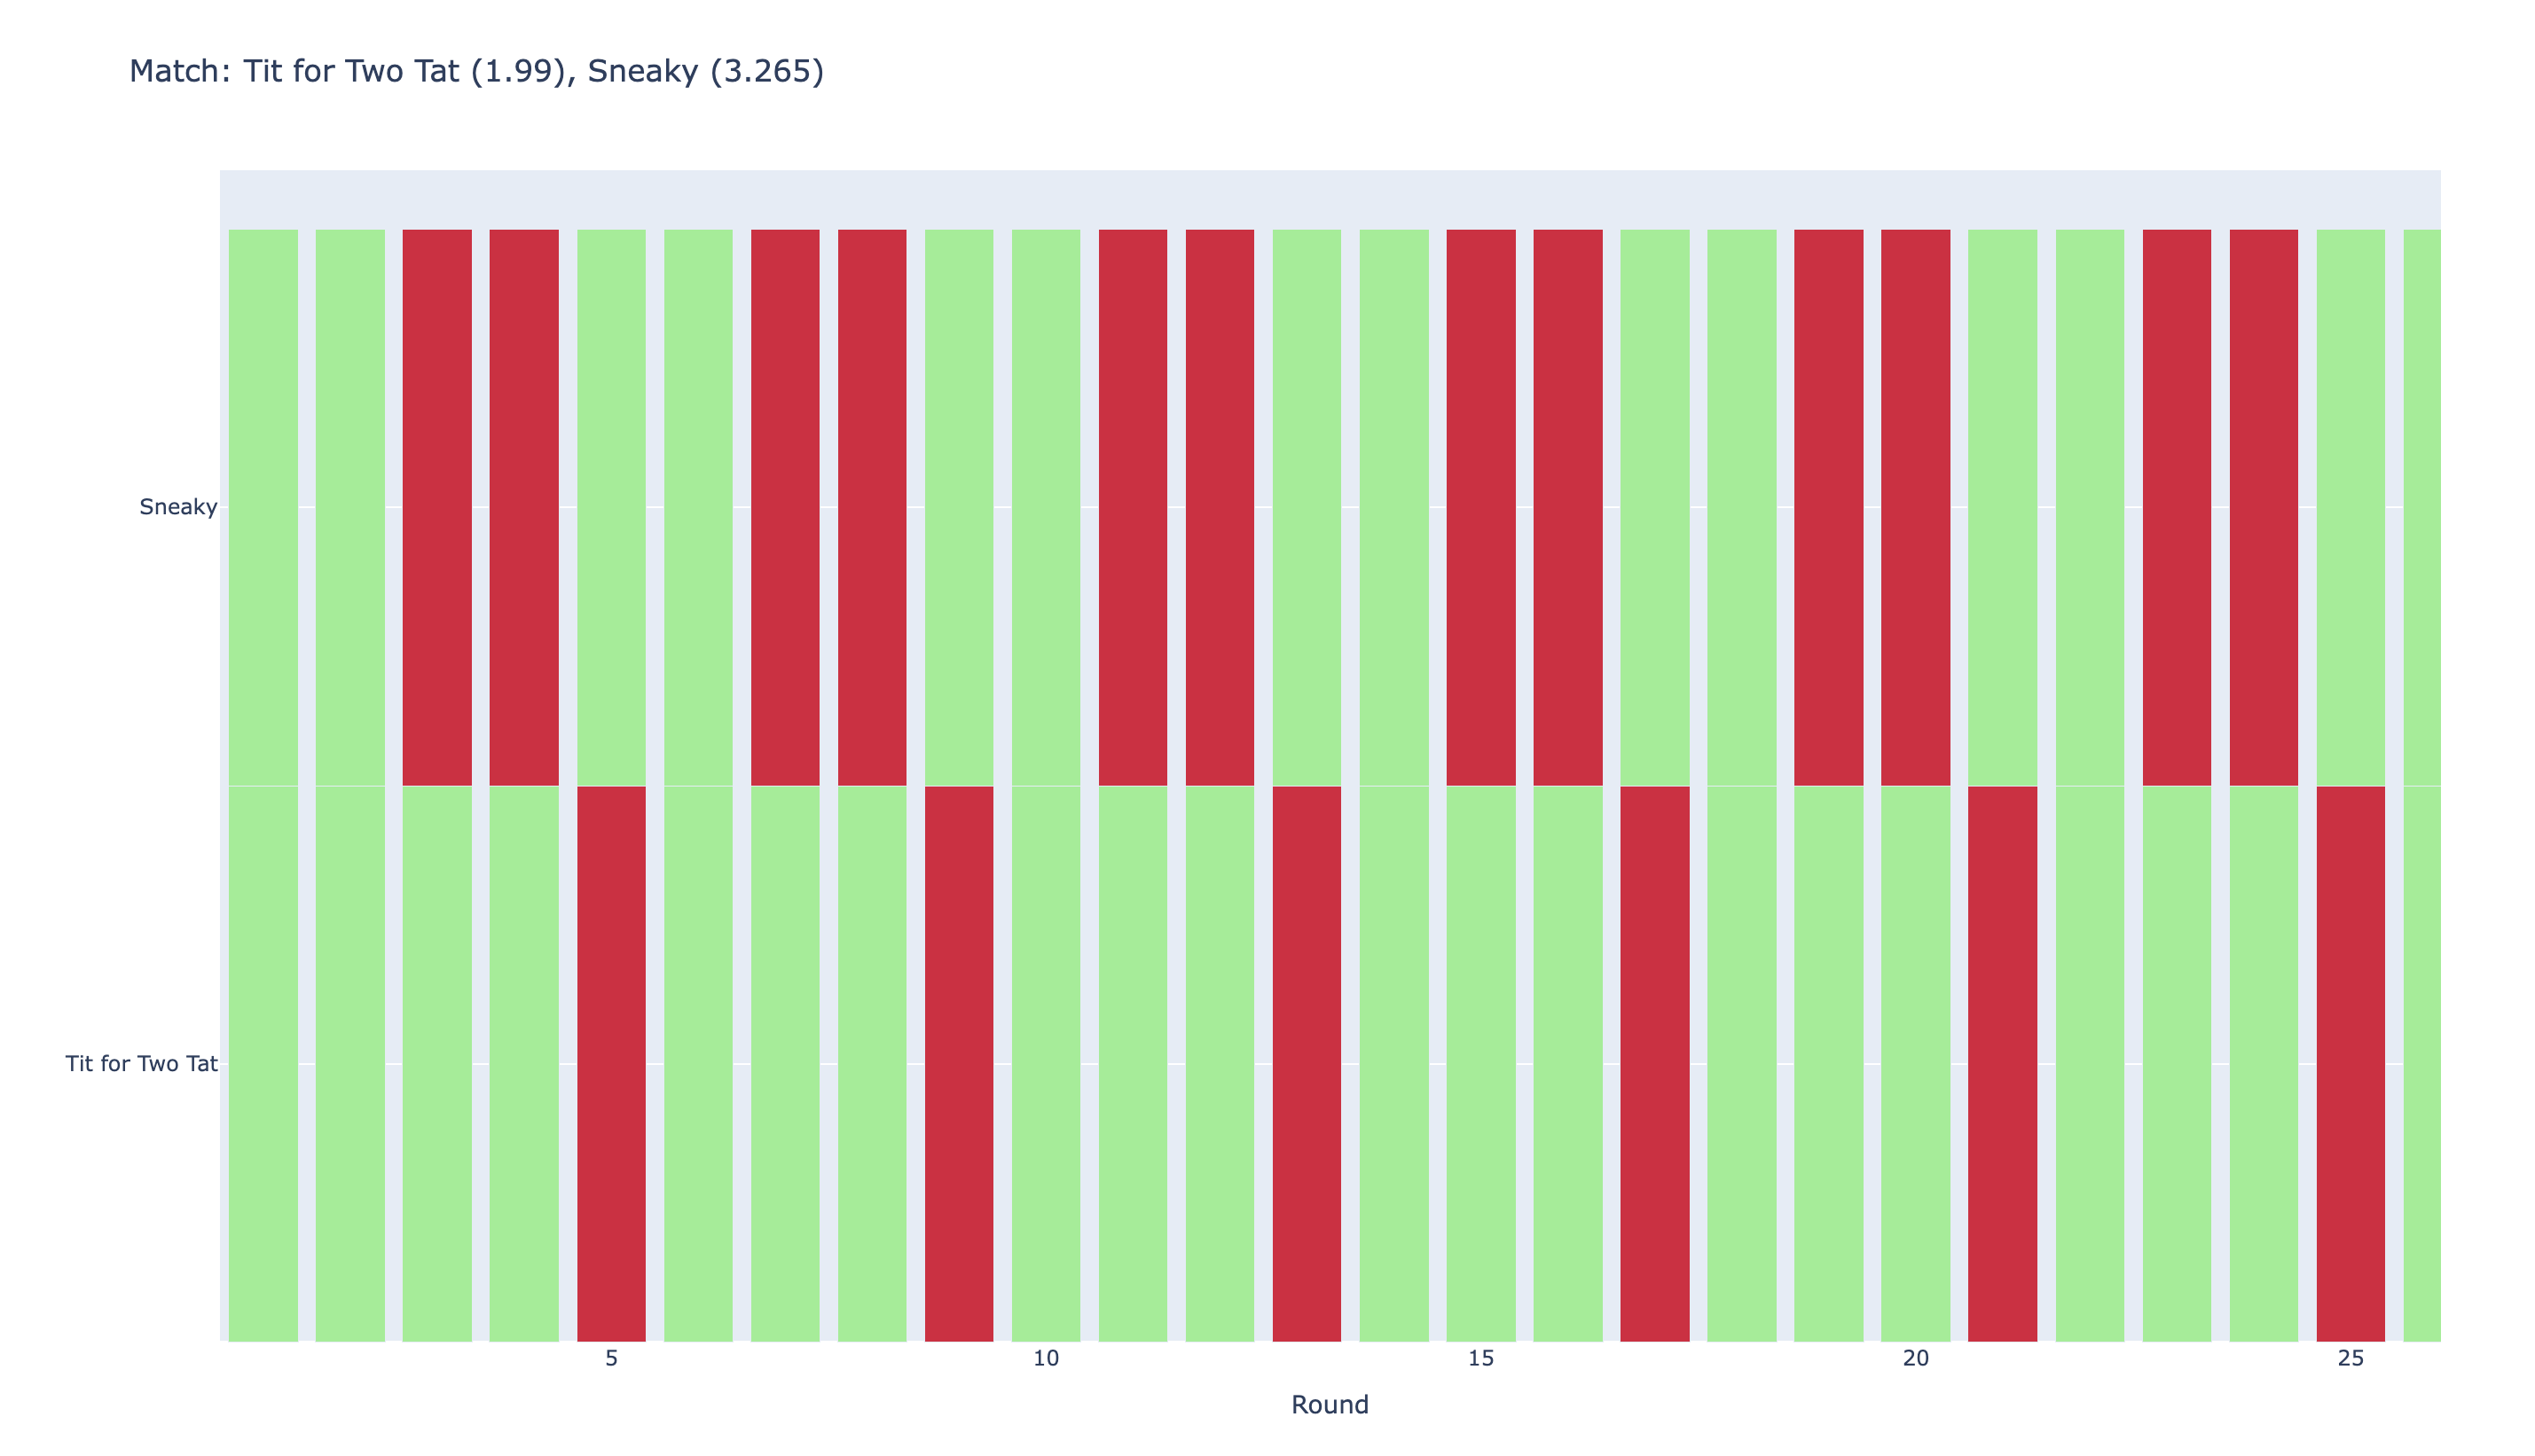 Match: Tit for Two Tat (1.99), Sneaky (3.265)
Sneaky
Tit for Two Tat
5 10 15 20 25
Round